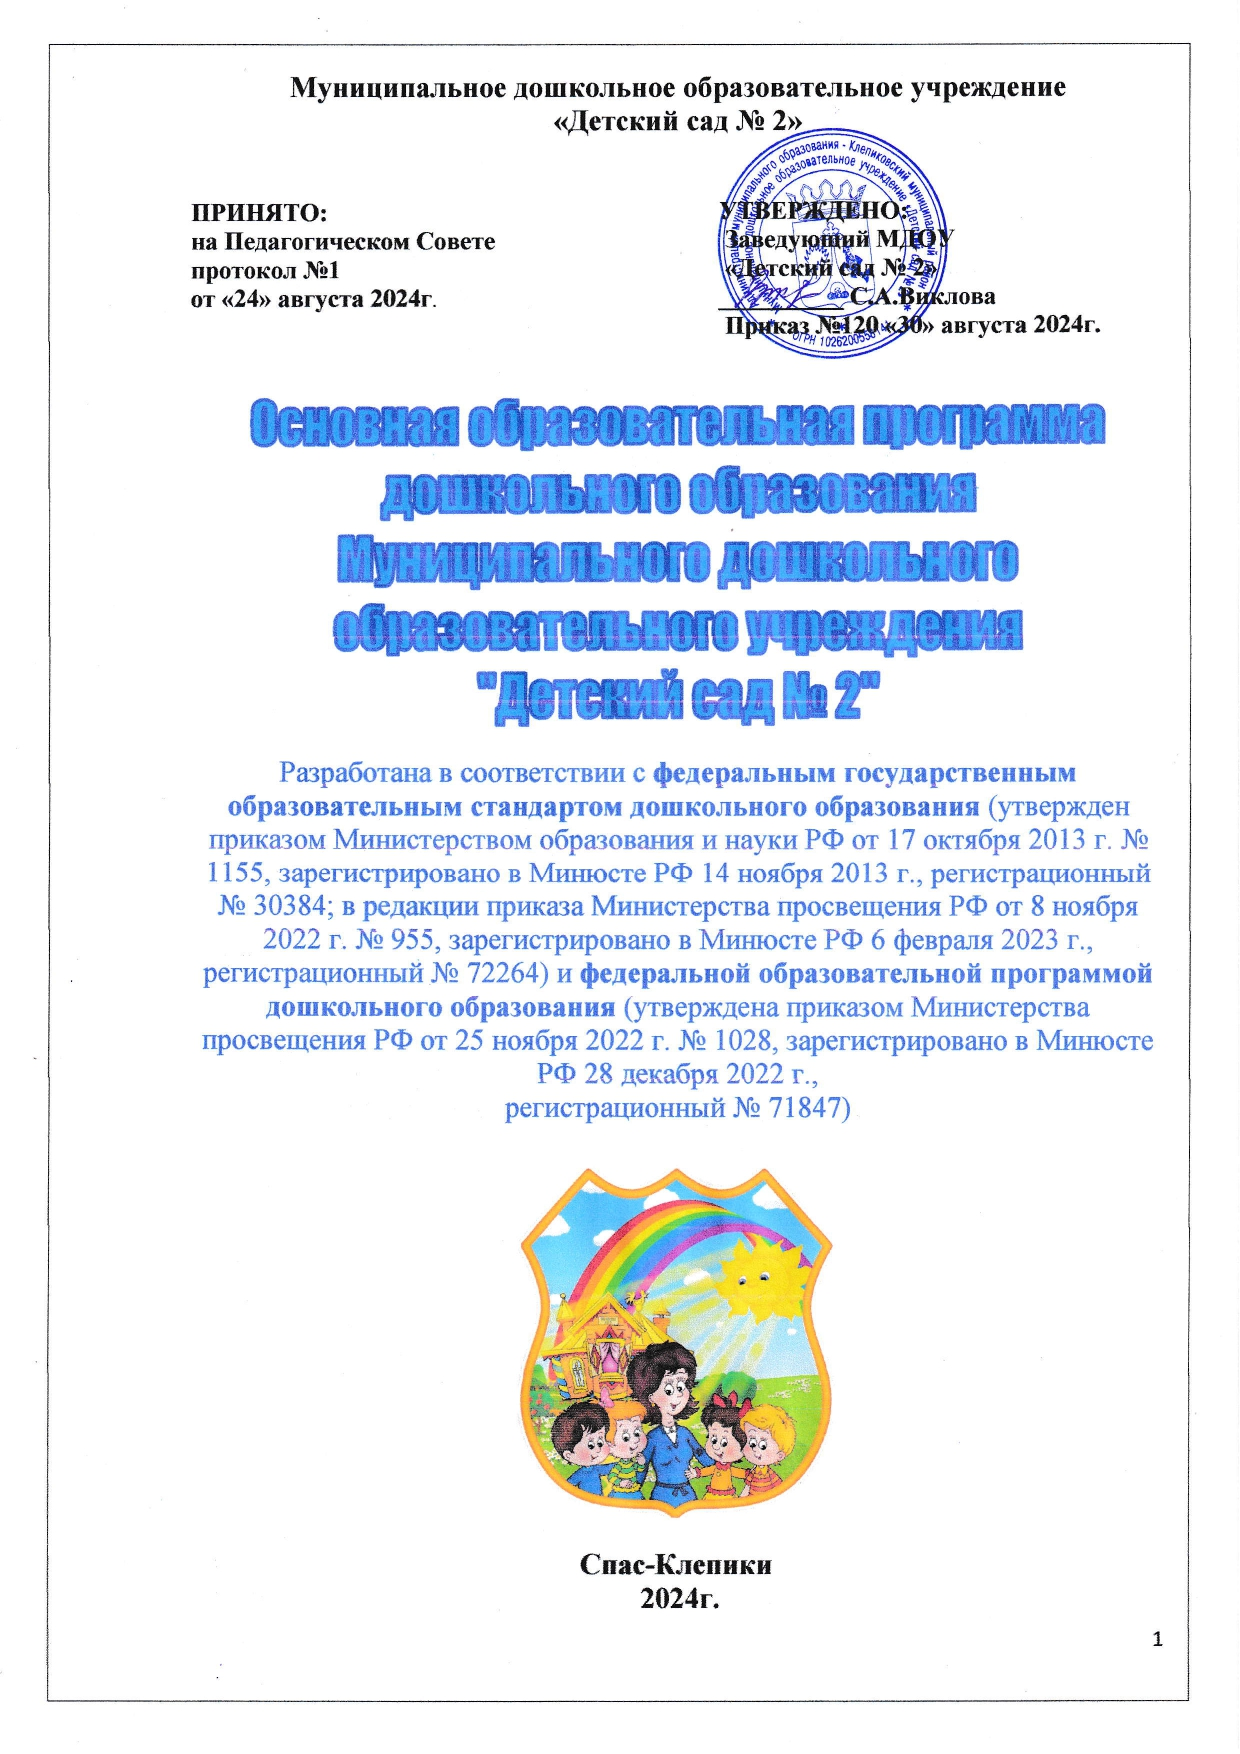 Муниципальное дошкольное образовательное учреждение
«Детский сад № 2»
ПРИНЯТО:
на Педагогическом Совете
протокол №1
от «24» августа 2024г.
УТВЕРЖДЕНО:
Заведующий МДОУ
«Детский сад № 2»
С.А.Виклова
Приказ №120 «30» августа 2024г.
Основная образовательная программа
дошкольного образования
Муниципального дошкольного
образовательного учреждения
"Детский сад № 2"
Разработана в соответствии с федеральным государственным
образовательным стандартом дошкольного образования (утвержден
приказом Министерством образования и науки РФ от 17 октября 2013 г. №
1155, зарегистрировано в Минюсте РФ 14 ноября 2013 г., регистрационный
№ 30384; в редакции приказа Министерства просвещения РФ от 8 ноября
2022 г. № 955, зарегистрировано в Минюсте РФ 6 февраля 2023 г.,
регистрационный № 72264) и федеральной образовательной программой
дошкольного образования (утверждена приказом Министерства
просвещения РФ от 25 ноября 2022 г. № 1028, зарегистрировано в Минюсте
РФ 28 декабря 2022 г.,
регистрационный № 71847)
Спас-Клепики
2024г.
1